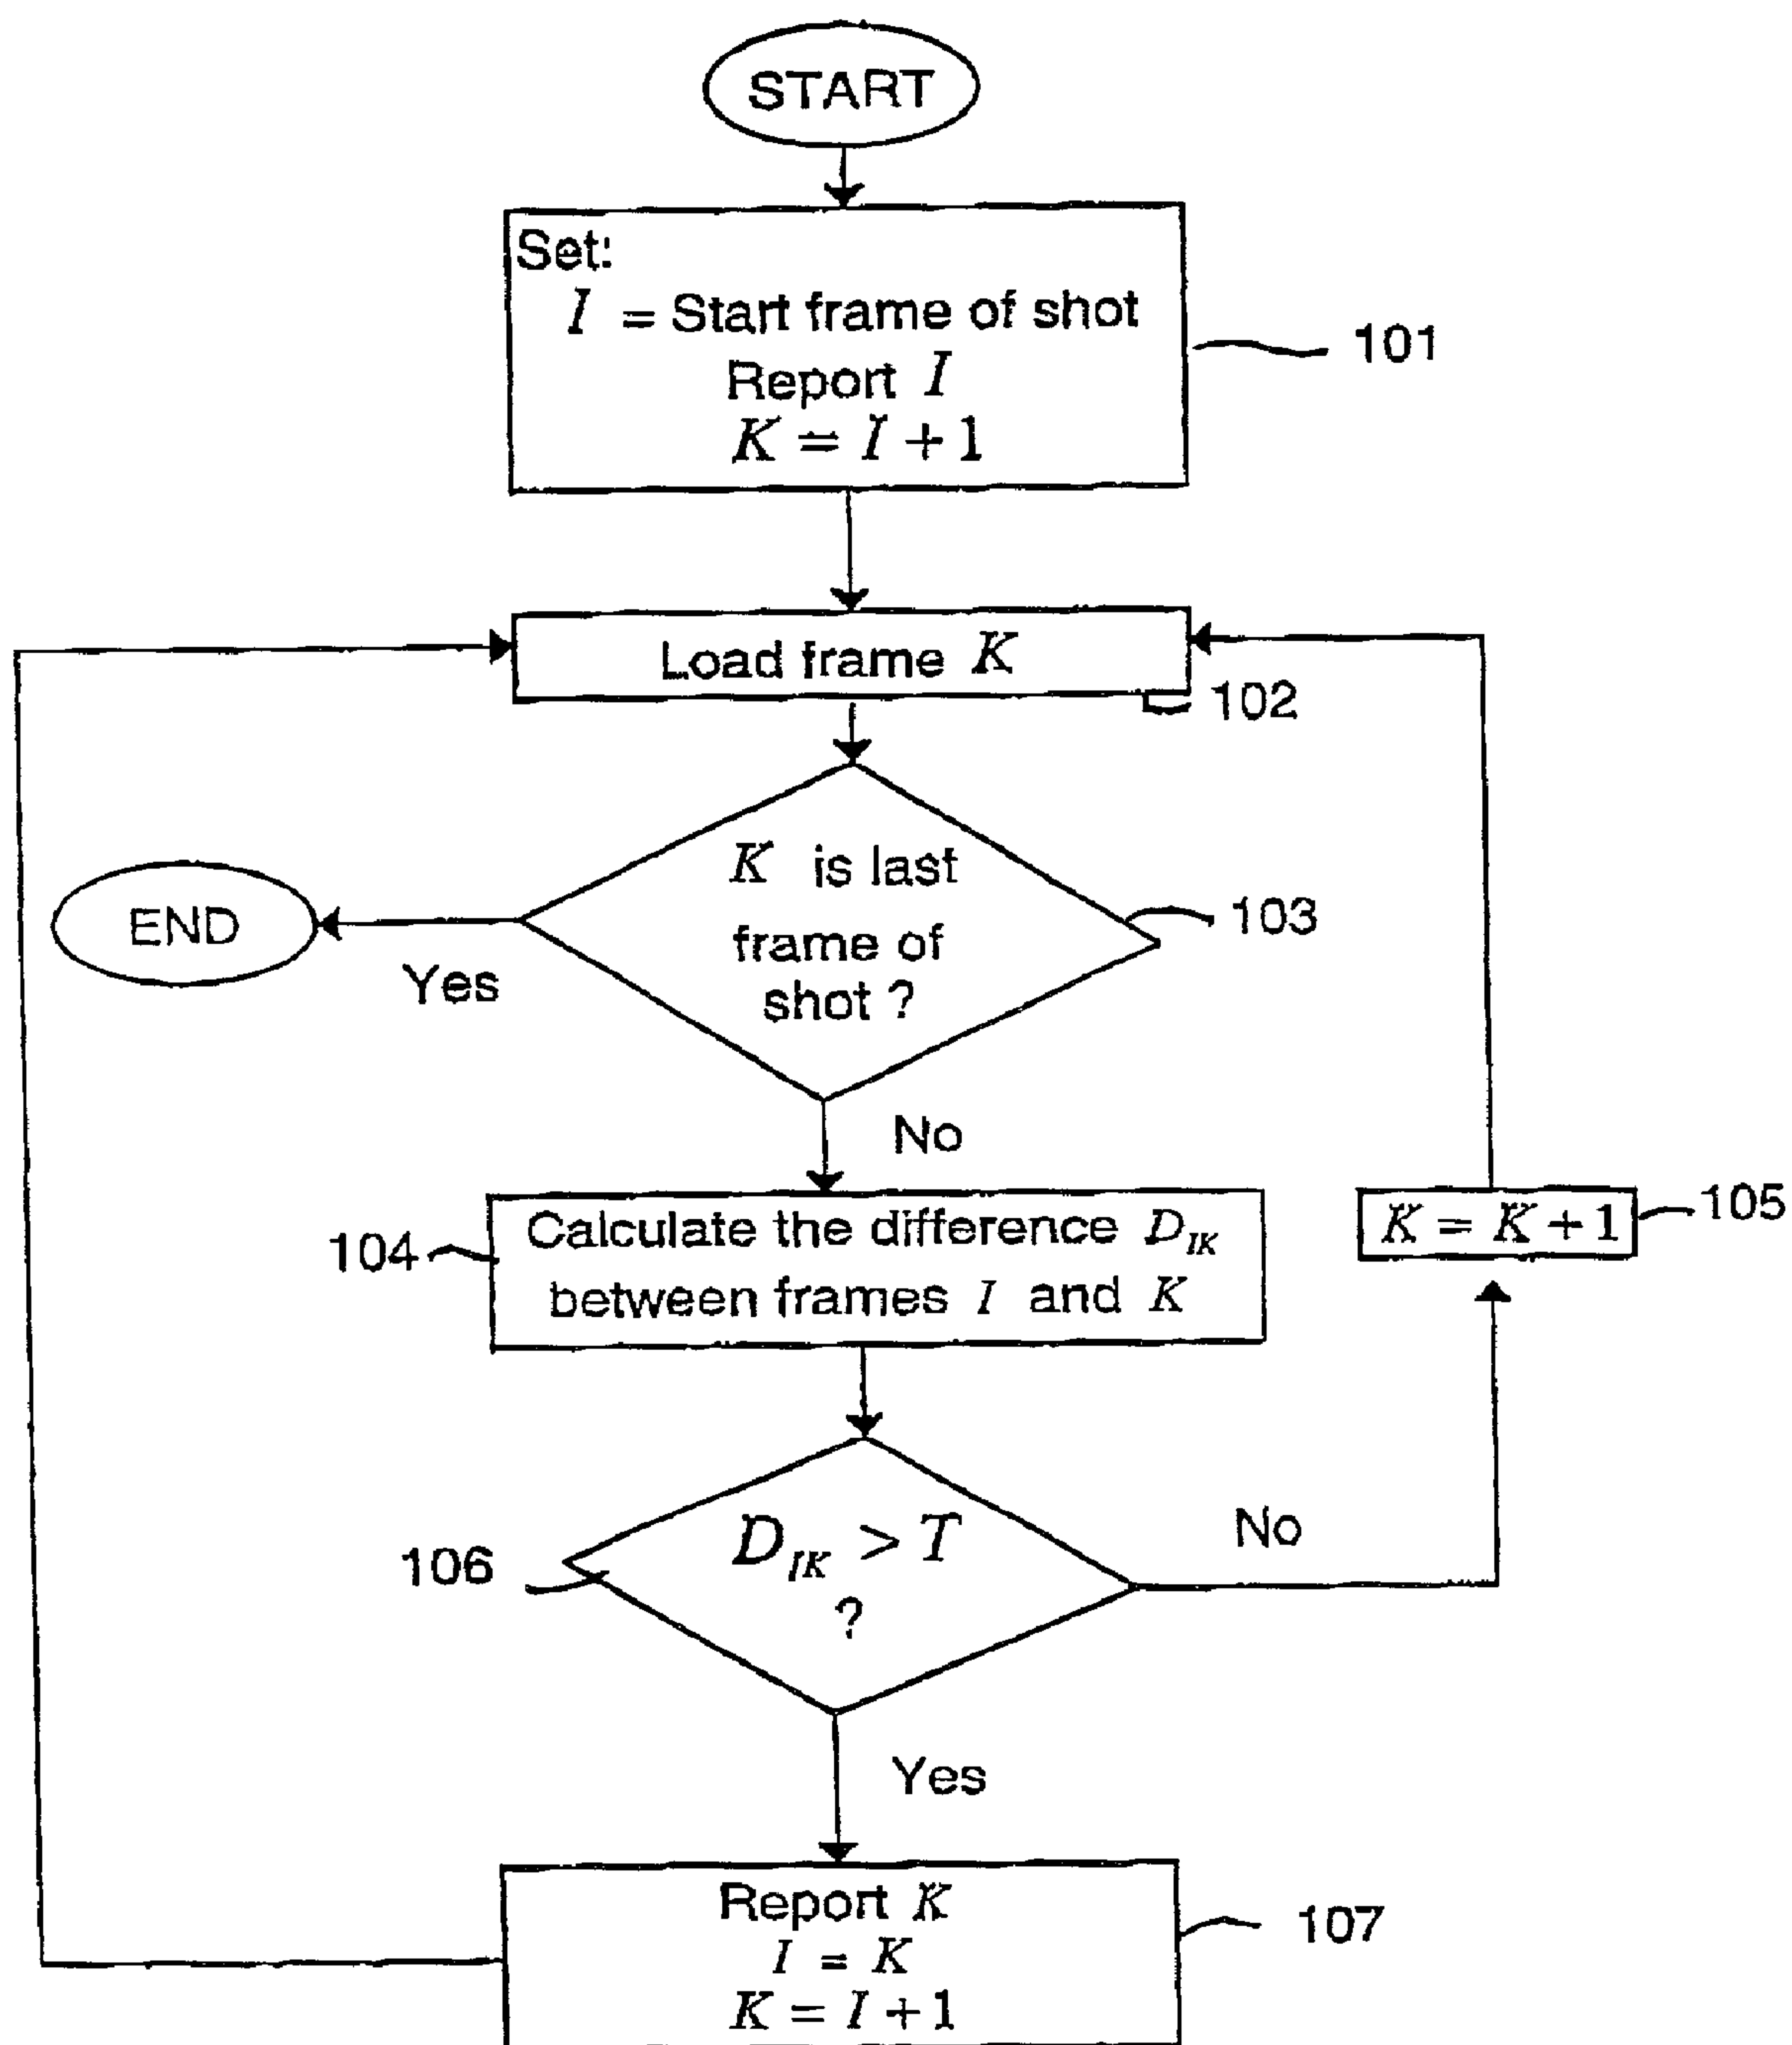 START
Set:
I = Start frame of shot
Report I
K = I + 1
101
Load frame K
102
K is last
frame of
shot ?
103
END
Yes
No
104
Calculate the difference D_IK
between frames I and K
K = K + 1
105
D_IK > T
?
106
No
Yes
Report K
I = K
K = I + 1
107